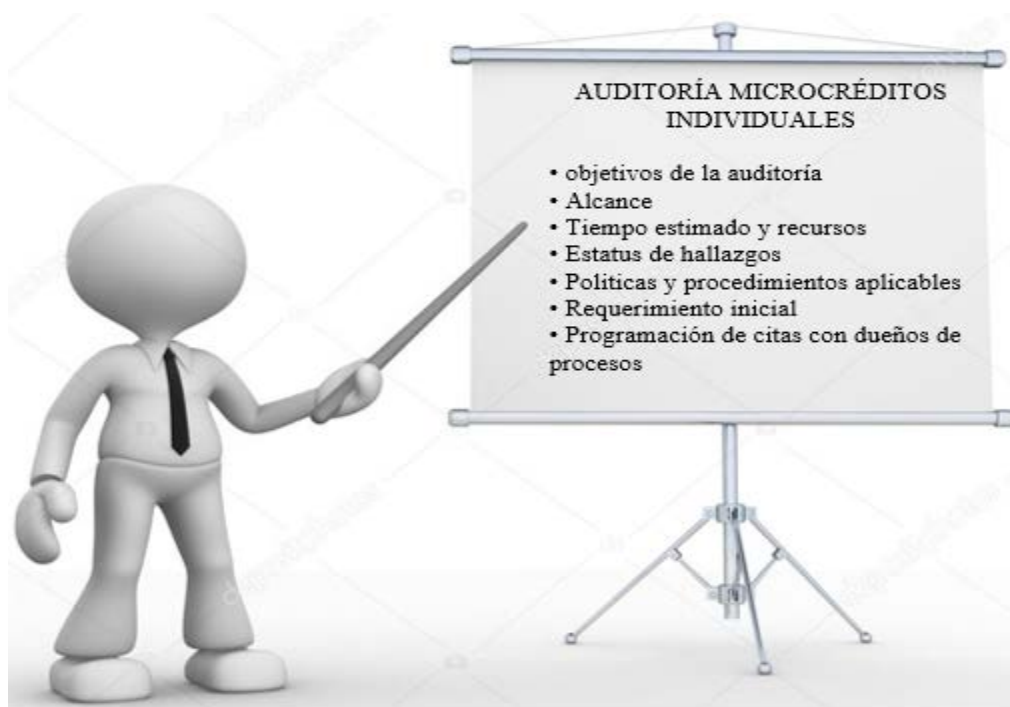 AUDITORÍA MICROCRÉDITOS
INDIVIDUALES
• objetivos de la auditoría
• Alcance
• Tiempo estimado y recursos
• Estatus de hallazgos
• Politicas y procedimientos aplicables
• Requerimiento inicial
• Programación de citas con dueños de
procesos